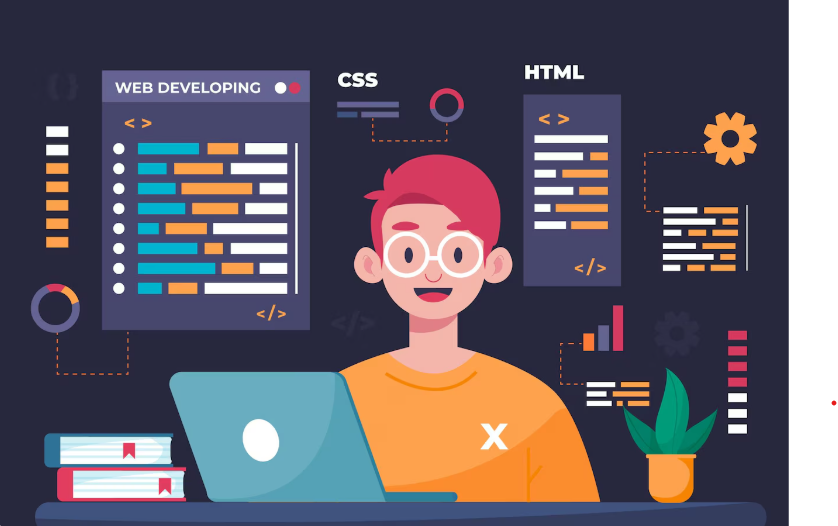 WEB DEVELOPING
< >
</>
CSS
HTML
< >
</>
{ }
</>
X